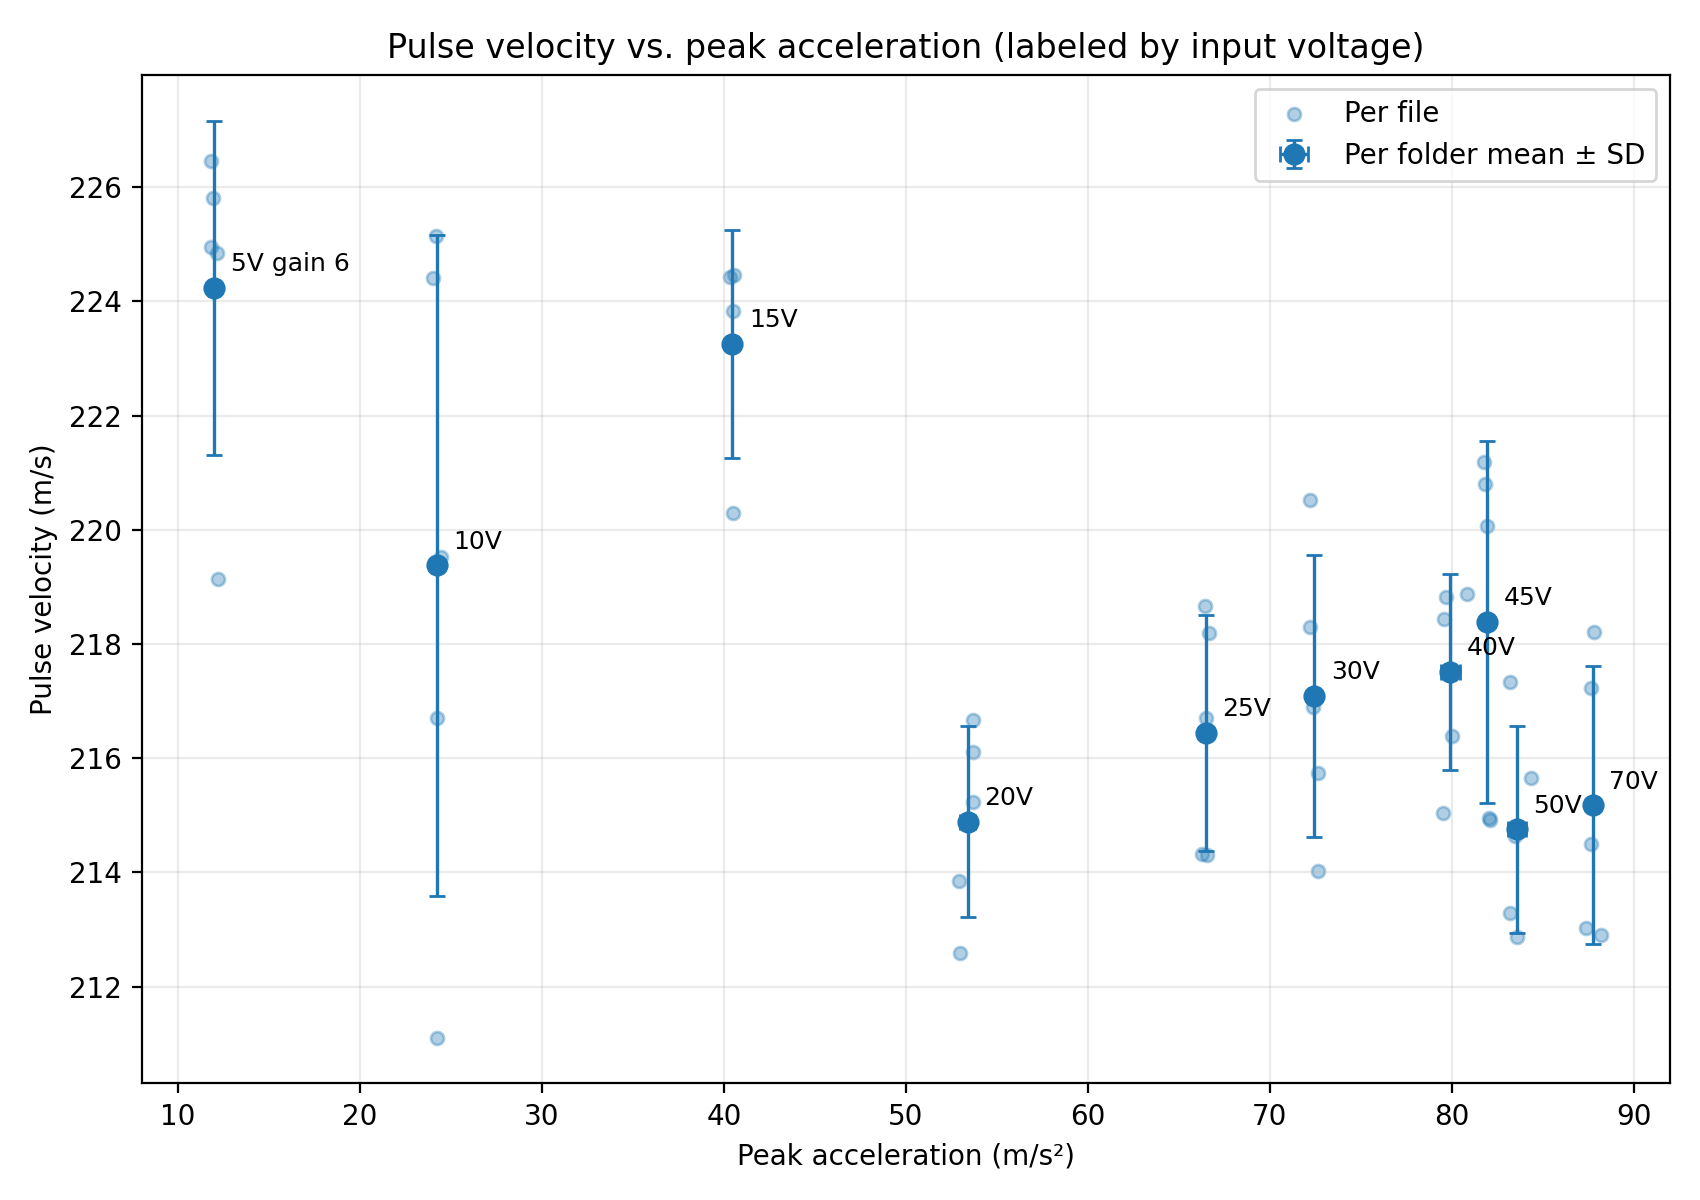 Pulse velocity vs. peak acceleration (labeled by input voltage)
Per file
Per folder mean ± SD
226
224
222
220
218
216
214
212
Pulse velocity (m/s)
5V gain 6
10V
15V
20V
25V
30V
40V
45V
50V
70V
10
20
30
40
50
60
70
80
90
Peak acceleration (m/s²)